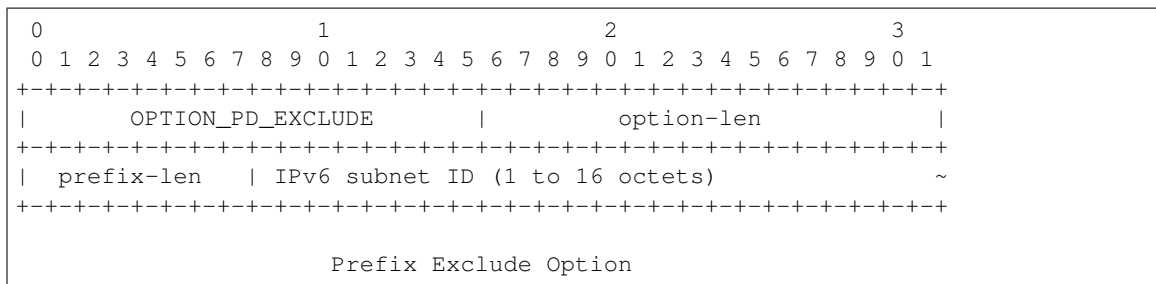 0                   1                   2                   3
0 1 2 3 4 5 6 7 8 9 0 1 2 3 4 5 6 7 8 9 0 1 2 3 4 5 6 7 8 9 0 1
+-+-+-+-+-+-+-+-+-+-+-+-+-+-+-+-+-+-+-+-+-+-+-+-+-+-+-+-+-+-+-+-+
|       OPTION_PD_EXCLUDE       |         option-len            |
+-+-+-+-+-+-+-+-+-+-+-+-+-+-+-+-+-+-+-+-+-+-+-+-+-+-+-+-+-+-+-+-+
|  prefix-len   | IPv6 subnet ID (1 to 16 octets)               ~
+-+-+-+-+-+-+-+-+-+-+-+-+-+-+-+-+-+-+-+-+-+-+-+-+-+-+-+-+-+-+-+-+
Prefix Exclude Option